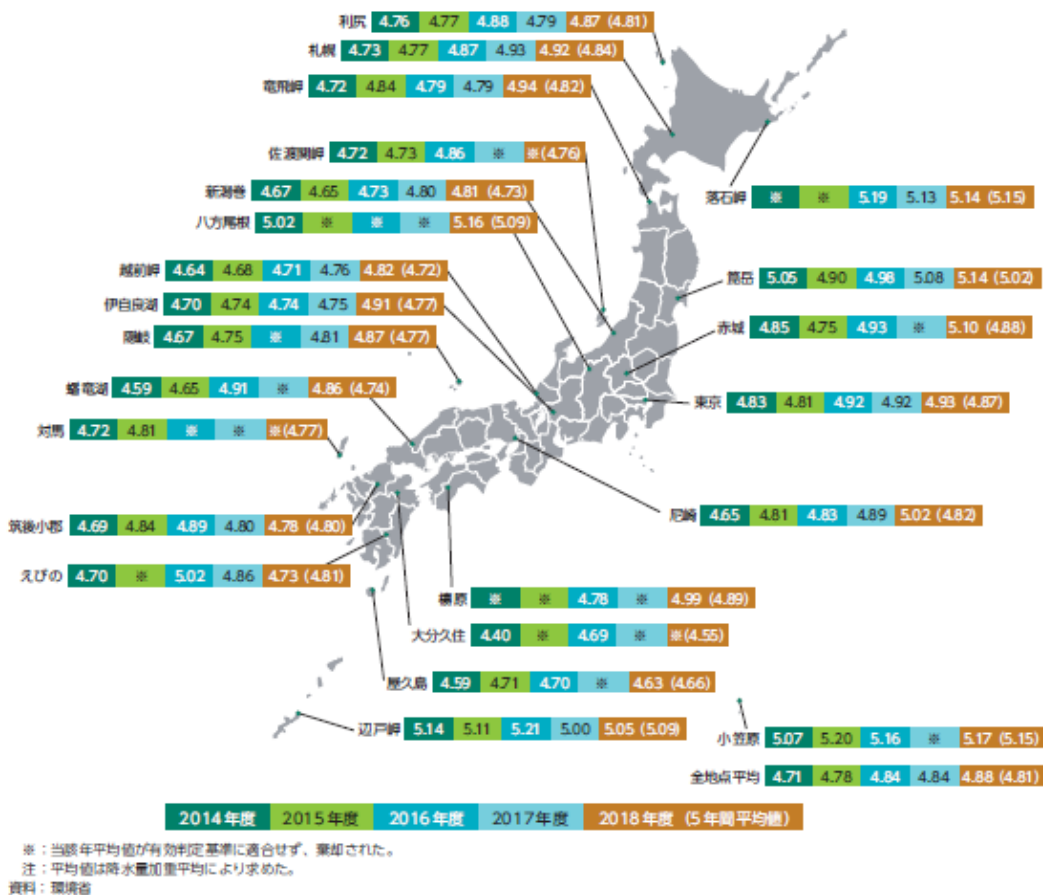 利尻 4.76 4.77 4.88 4.79 4.87 (4.81)
札幌 4.73 4.77 4.87 4.93 4.92 (4.84)
竜飛岬 4.72 4.84 4.79 4.79 4.94 (4.82)
佐渡関岬 4.72 4.73 4.86 ※ ※(4.76)
新潟巻 4.67 4.65 4.73 4.80 4.81 (4.73)
落石岬 ※ ※ 5.19 5.13 5.14 (5.15)
八方尾根 5.02 ※ ※ ※ 5.16 (5.09)
越前岬 4.64 4.68 4.71 4.76 4.82 (4.72)
箟岳 5.05 4.90 4.98 5.08 5.14 (5.02)
伊自良湖 4.70 4.74 4.74 4.75 4.91 (4.77)
赤城 4.85 4.75 4.93 ※ 5.10 (4.88)
隠岐 4.67 4.75 ※ 4.81 4.87 (4.77)
蟠竜湖 4.59 4.65 4.91 ※ 4.86 (4.74)
東京 4.83 4.81 4.92 4.92 4.93 (4.87)
対馬 4.72 4.81 ※ ※ ※(4.77)
筑後小郡 4.69 4.84 4.89 4.80 4.78 (4.80)
尼崎 4.65 4.81 4.83 4.89 5.02 (4.82)
えびの 4.70 ※ 5.02 4.86 4.73 (4.81)
檮原 ※ ※ 4.78 ※ 4.99 (4.89)
大分久住 4.40 ※ 4.69 ※ ※(4.55)
屋久島 4.59 4.71 4.70 ※ 4.63 (4.66)
辺戸岬 5.14 5.11 5.21 5.00 5.05 (5.09)
小笠原 5.07 5.20 5.16 ※ 5.17 (5.15)
全地点平均 4.71 4.78 4.84 4.84 4.88 (4.81)
2014年度 2015年度 2016年度 2017年度 2018年度 (5年間平均値)
※：当該年平均値が有効判定基準に適合せず、棄却された。
注：平均値は降水量加重平均により求めた。
資料：環境省